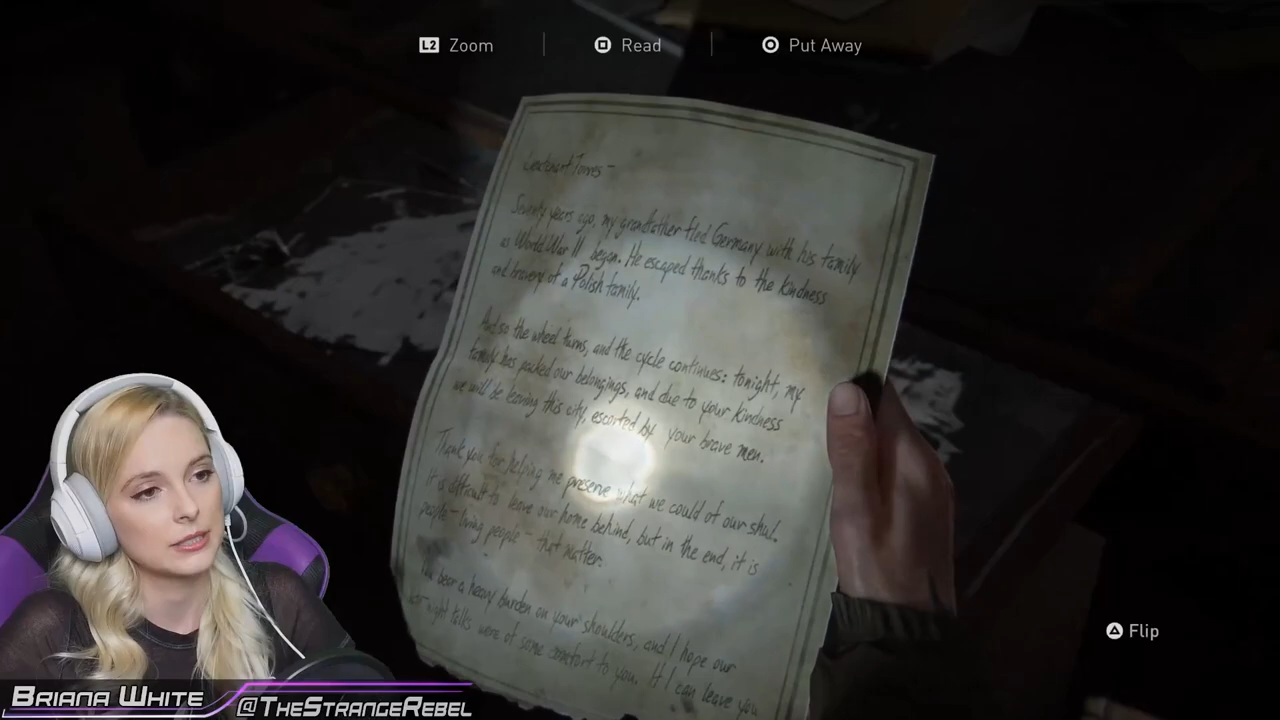 L2 Zoom
Read
Put Away
Lieutenant Torres -
Seventy years ago, my grandfather fled Germany with his family
as World War II began. He escaped thanks to the kindness
and bravery of a Polish family.
And so the wheel turns, and the cycle continues: tonight, my
family has packed our belongings, and due to your kindness
we will be leaving this city, escorted by your brave men.
Thank you for helping me preserve what we could of our shul.
It is difficult to leave our home behind, but in the end, it is
people - living people - that matter.
You bear a heavy burden on your shoulders, and I hope our
night talks were of some comfort to you. If I can leave you
Flip
BRIANA WHITE
@THESTRANGEREBEL